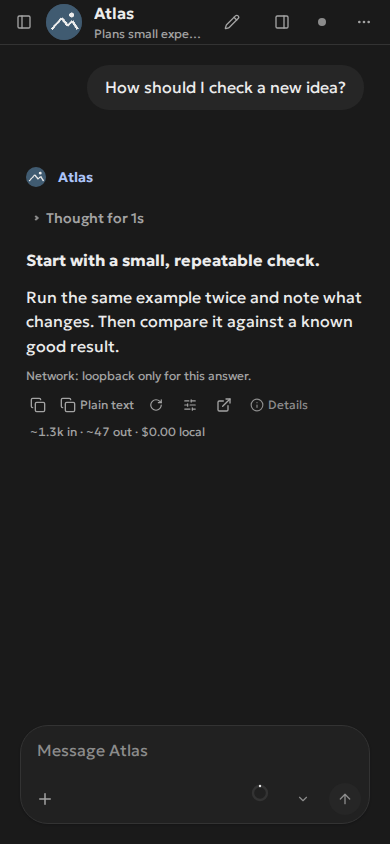 Atlas
Plans small expe…
How should I check a new idea?
Atlas
Thought for 1s
Start with a small, repeatable check.
Run the same example twice and note what
changes. Then compare it against a known
good result.
Network: loopback only for this answer.
Plain text
Details
~1.3k in · ~47 out · $0.00 local
Message Atlas